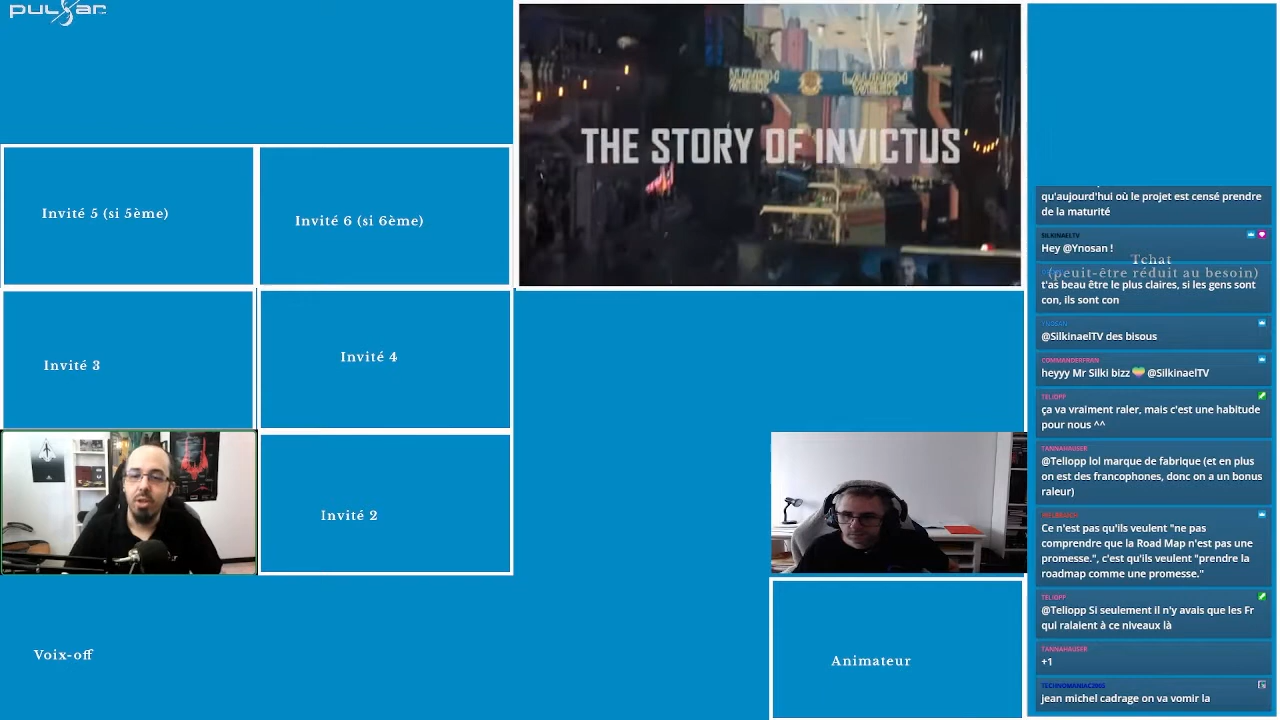 pulsar
LAUNCH WEEK
LAUNCH WEEK
THE STORY OF INVICTUS
Invité 5 (si 5ème)
Invité 6 (si 6ème)
Invité 3
Invité 4
Invité 2
Voix-off
Animateur
Tchat
(peut-être réduit au besoin)
qu'aujourd'hui où le projet est censé prendre
de la maturité
SILKINAELTV
Hey @Ynosan !
t'as beau être le plus claires, si les gens sont
con, ils sont con
YNOSAN
@SilkinaelTV des bisous
COMMANDERFRAN
heyyy Mr Silki bizz @SilkinaelTV
TELIOPP
ça va vraiment raler, mais c'est une habitude
pour nous ^^
TANNAHAUSER
@Teliopp lol marque de fabrique (et en plus
on est des francophones, donc on a un bonus
raleur)
Ce n'est pas qu'ils veulent "ne pas
comprendre que la Road Map n'est pas une
promesse.", c'est qu'ils veulent "prendre la
roadmap comme une promesse."
TELIOPP
@Teliopp Si seulement il n'y avais que les Fr
qui ralaient à ce niveaux là
TANNAHAUSER
+1
jean michel cadrage on va vomir la